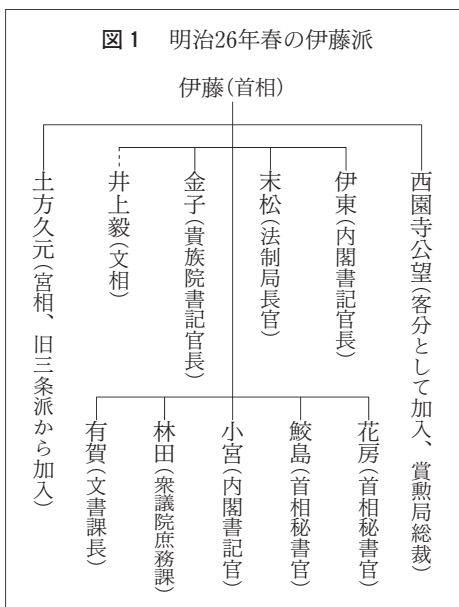 図1 明治26年春の伊藤派
伊藤(首相)
西園寺公望(客分として加入、賞勲局総裁)
伊東(内閣書記官長)
末松(法制局長官)
金子(貴族院書記官長)
井上毅(文相)
土方久元(宮相、旧三条派から加入)
花房(首相秘書官)
鮫島(首相秘書官)
小宮(内閣書記官)
林田(衆議院庶務課)
有賀(文書課長)